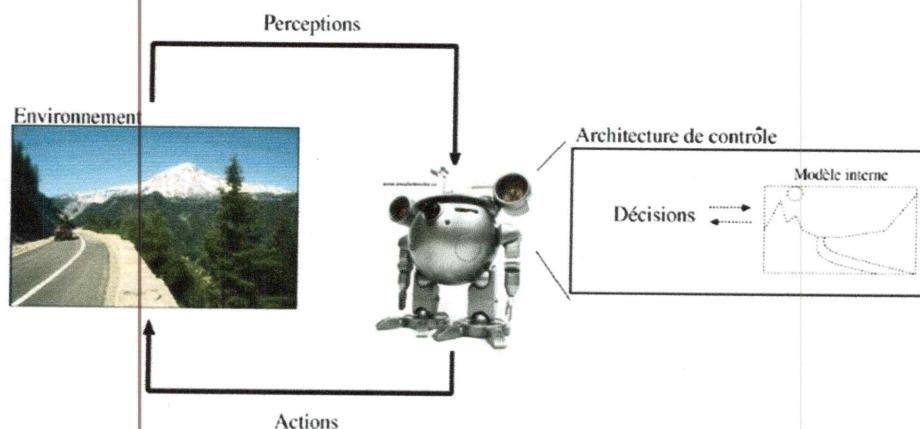 Perceptions
Environnement
Architecture de contrôle
Modèle interne
Décisions
Actions